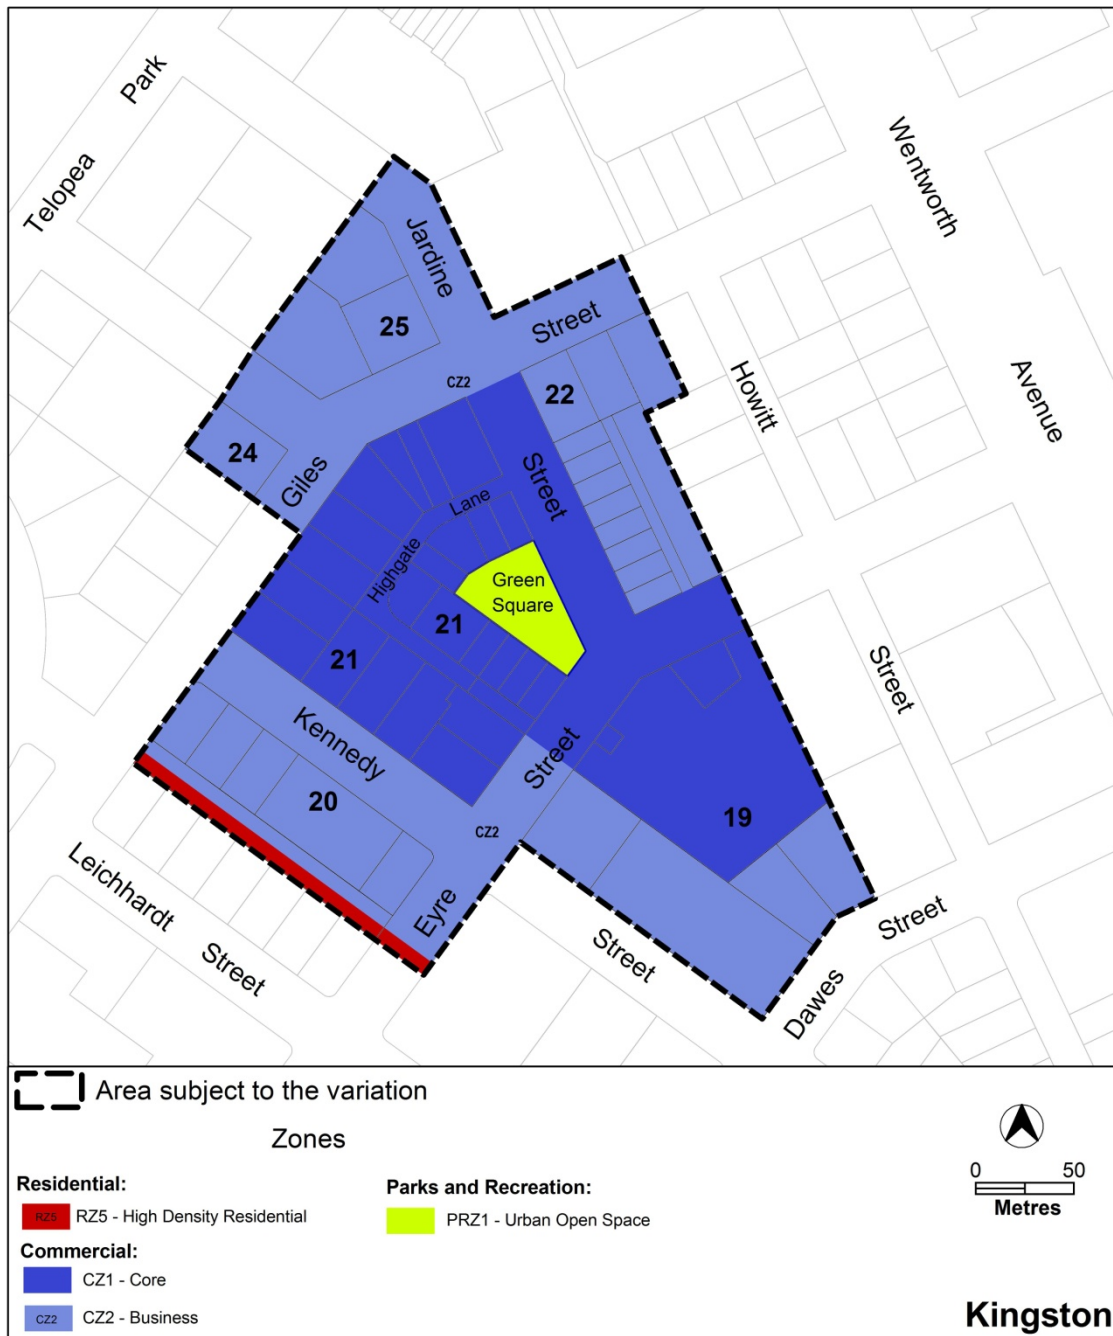 Park
Telopea
Wentworth
Jardine
Street
25
CZ2
22
Howitt
Avenue
24
Giles
Street
Lane
Highgate
Green
Square
21
21
Street
Kennedy
Street
20
CZ2
19
Leichhardt
Street
Eyre
Street
Street
Dawes
Area subject to the variation
Zones
Residential:
RZ5 RZ5 - High Density Residential
Parks and Recreation:
PRZ1 - Urban Open Space
Commercial:
CZ1 - Core
CZ2 CZ2 - Business
0 50
Metres
Kingston